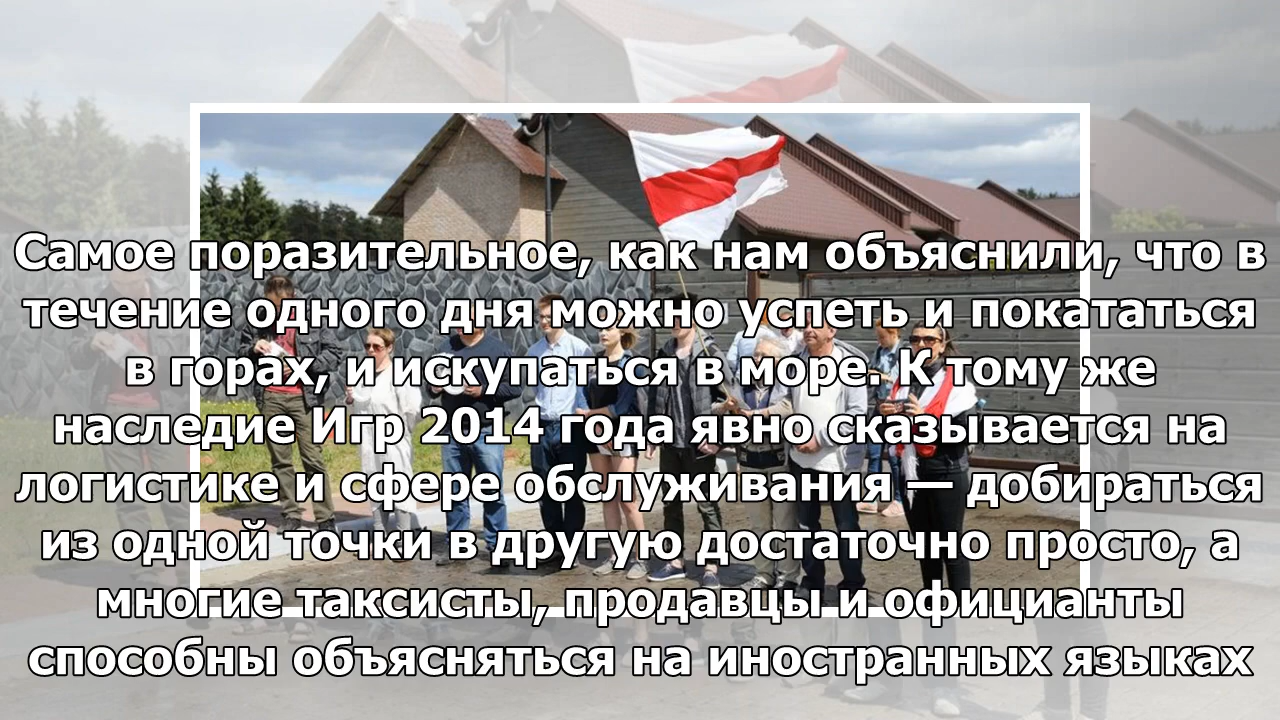 Самое поразительное, как нам объяснили, что в
течение одного дня можно успеть и покататься
в горах, и искупаться в море. К тому же
наследие Игр 2014 года явно сказывается на
логистике и сфере обслуживания — добираться
из одной точки в другую достаточно просто, а
многие таксисты, продавцы и официанты
способны объясняться на иностранных языках